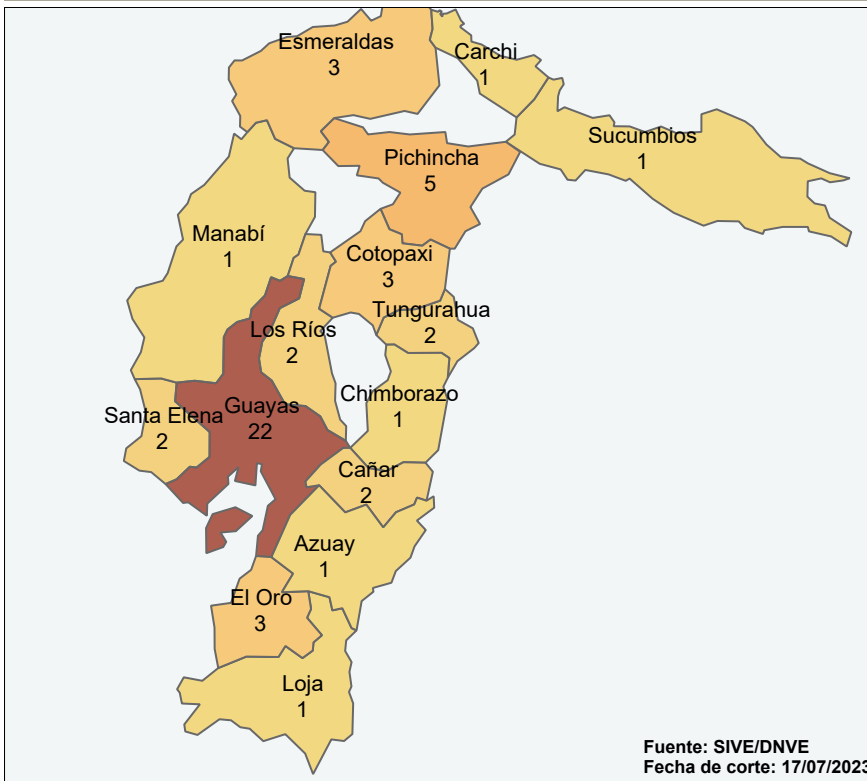 Esmeraldas
3
Carchi
1
Sucumbios
1
Pichincha
5
Manabí
1
Cotopaxi
3
Tungurahua
2
Los Ríos
2
Chimborazo
1
Santa Elena
2
Guayas
22
Cañar
2
Azuay
1
El Oro
3
Loja
1
Fuente: SIVE/DNVE
Fecha de corte: 17/07/2023